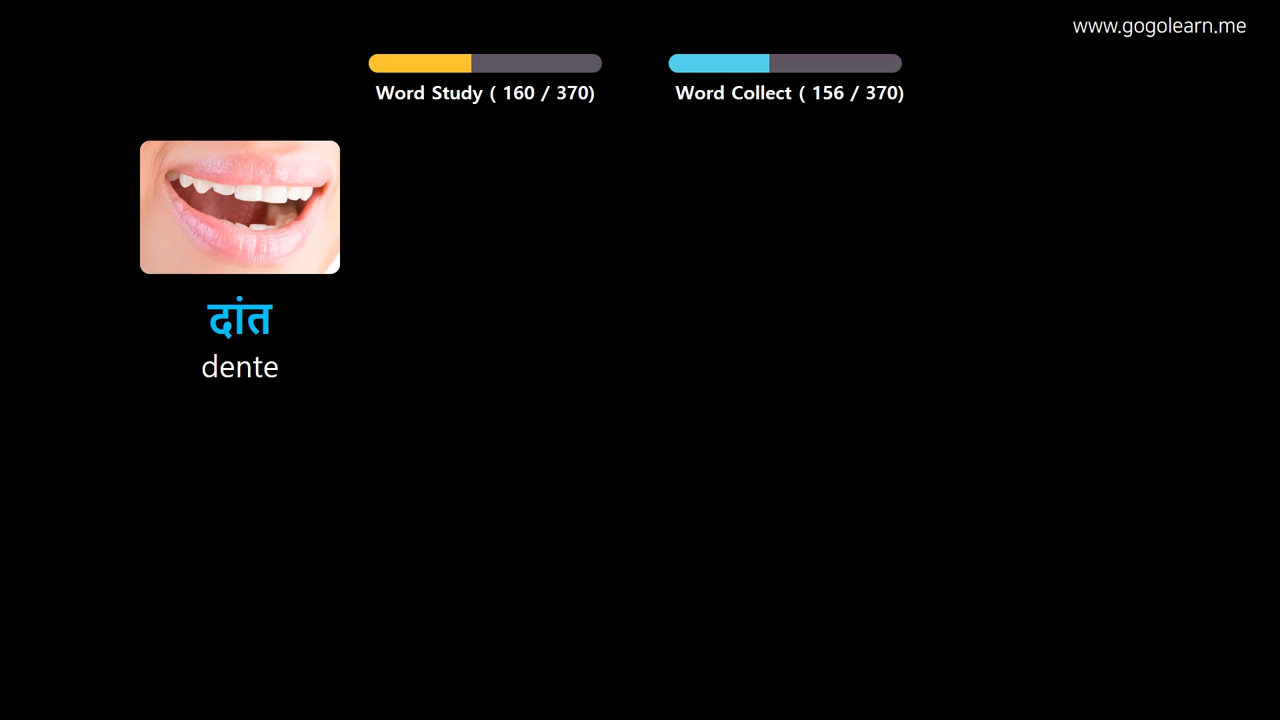 www.gogolearn.me
Word Study ( 160 / 370)
Word Collect ( 156 / 370)
दांत
dente